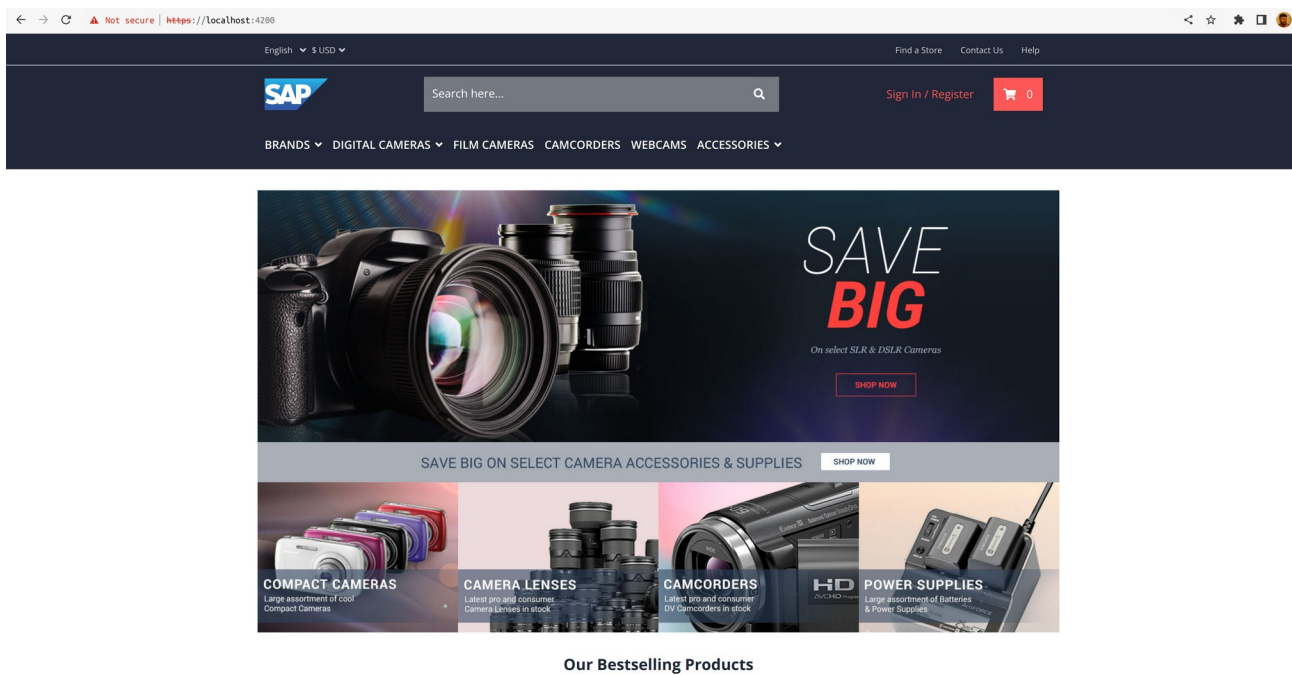 Not secure https://localhost:4200
English $ USD Find a Store Contact Us Help
SAP Search here... Sign In / Register 0
BRANDS DIGITAL CAMERAS FILM CAMERAS CAMCORDERS WEBCAMS ACCESSORIES
SAVE
BIG
On select SLR & DSLR Cameras
SHOP NOW
SAVE BIG ON SELECT CAMERA ACCESSORIES & SUPPLIES SHOP NOW
COMPACT CAMERAS
Large assortment of cool
Compact Cameras
CAMERA LENSES
Latest pro and consumer
Camera Lenses in stock
CAMCORDERS
Latest pro and consumer
DV Camcorders in stock
HD
AVCHD
POWER SUPPLIES
Large assortment of Batteries
& Power Supplies
Our Bestselling Products